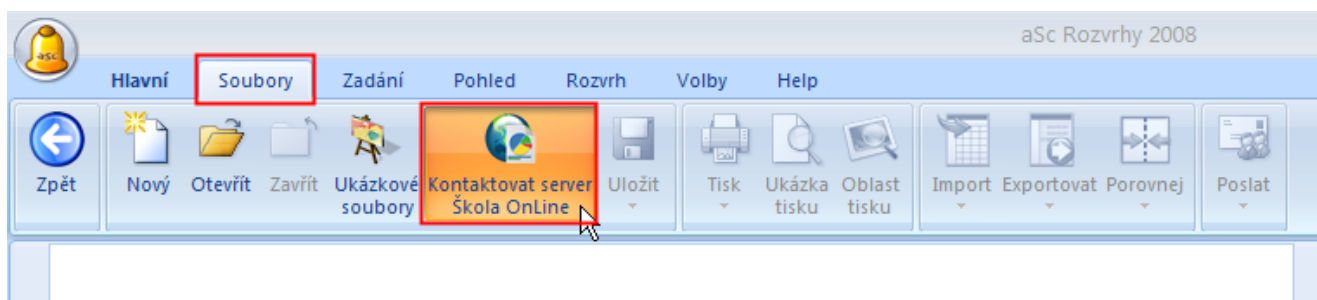 aSc Rozvrhy 2008
aSc
Hlavní Soubory Zadání Pohled Rozvrh Volby Help
Zpět Nový Otevřít Zavřít Ukázkové Kontaktovat server Uložit Tisk Ukázka Oblast Import Exportovat Porovnej Poslat
soubory Škola OnLine tisku tisku